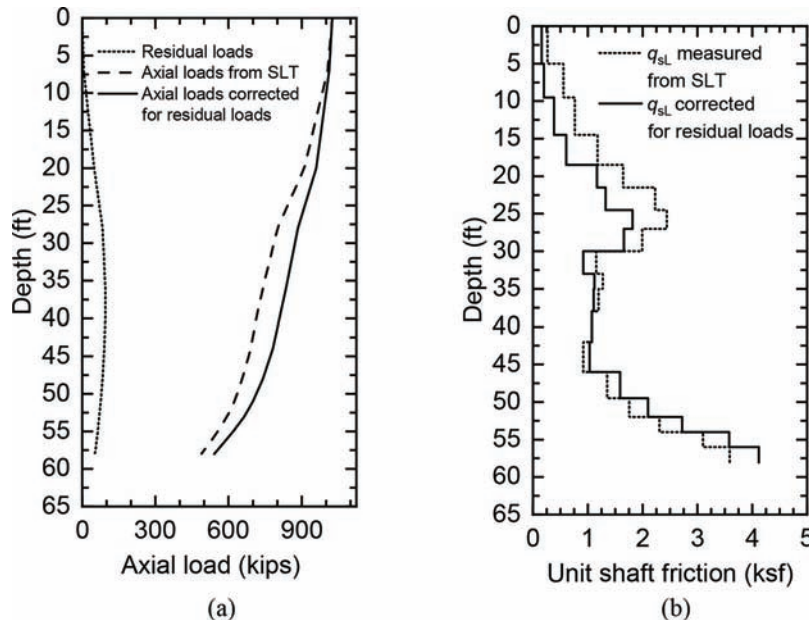 0
5
10
15
20
25
30
35
40
45
50
55
60
65
Depth (ft)
Residual loads
Axial loads from SLT
Axial loads corrected
for residual loads
0 300 600 900
Axial load (kips)
(a)
0
5
10
15
20
25
30
35
40
45
50
55
60
65
Depth (ft)
qsL measured
from SLT
qsL corrected
for residual loads
0 1 2 3 4 5
Unit shaft friction (ksf)
(b)